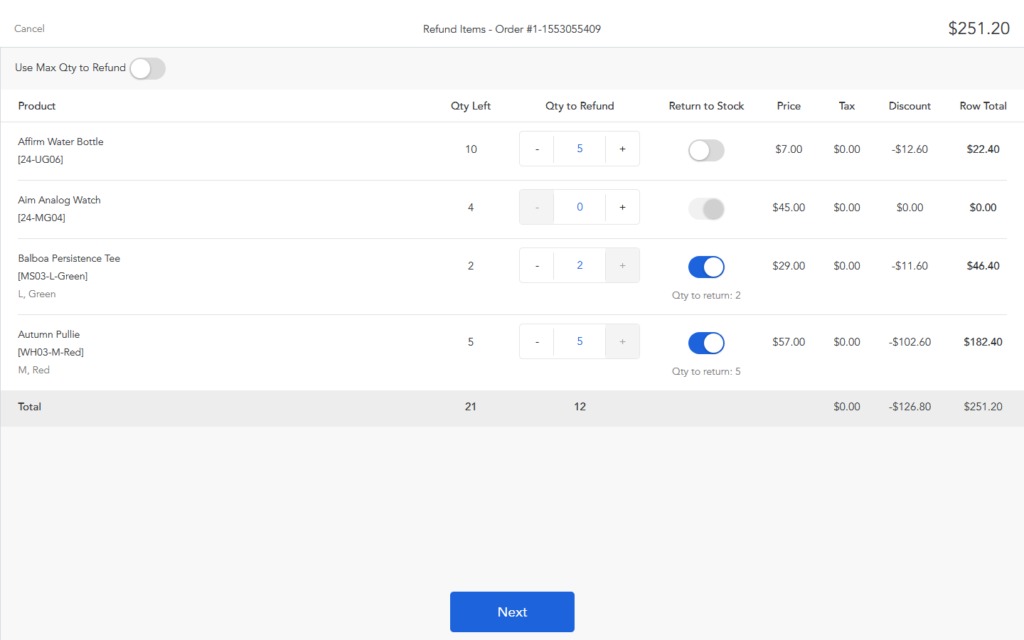 Cancel Refund Items - Order #1-1553055409 $251.20
Use Max Qty to Refund
Product Qty Left Qty to Refund Return to Stock Price Tax Discount Row Total
Affirm Water Bottle
[24-UG06]
10 - 5 + $7.00 $0.00 -$12.60 $22.40
Aim Analog Watch
[24-MG04]
4 - 0 + $45.00 $0.00 $0.00 $0.00
Balboa Persistence Tee
[MS03-L-Green]
L, Green
2 - 2 + $29.00 $0.00 -$11.60 $46.40
Qty to return: 2
Autumn Pullie
[WH03-M-Red]
M, Red
5 - 5 + $57.00 $0.00 -$102.60 $182.40
Qty to return: 5
Total 21 12 $0.00 -$126.80 $251.20
Next